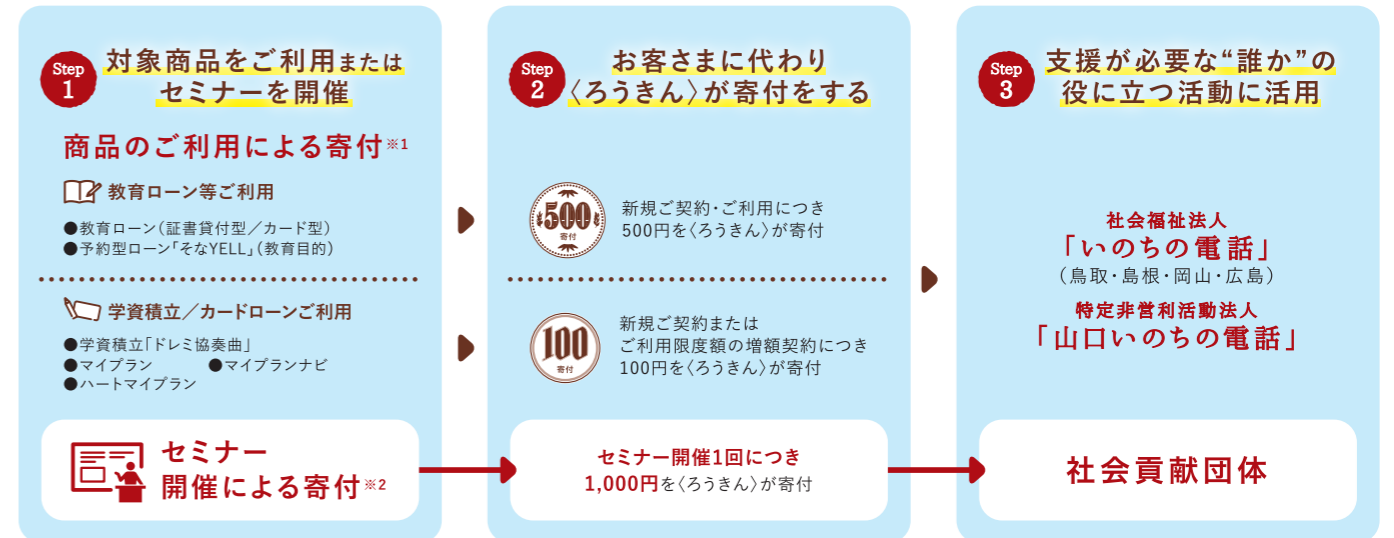 Step
1
対象商品をご利用または
セミナーを開催
商品のご利用による寄付※1
教育ローン等ご利用
●教育ローン（証書貸付型／カード型）
●予約型ローン「そなYELL」（教育目的）
学資積立／カードローンご利用
●学資積立「ドレミ協奏曲」
●マイプラン ●マイプランナビ
●ハートマイプラン
セミナー
開催による寄付※2
Step
2
お客さまに代わり
〈ろうきん〉が寄付をする
500
寄付
新規ご契約・ご利用につき
500円を〈ろうきん〉が寄付
100
寄付
新規ご契約または
ご利用限度額の増額契約につき
100円を〈ろうきん〉が寄付
セミナー開催1回につき
1,000円を〈ろうきん〉が寄付
Step
3
支援が必要な“誰か”の
役に立つ活動に活用
社会福祉法人
「いのちの電話」
（鳥取・島根・岡山・広島）
特定非営利活動法人
「山口いのちの電話」
社会貢献団体